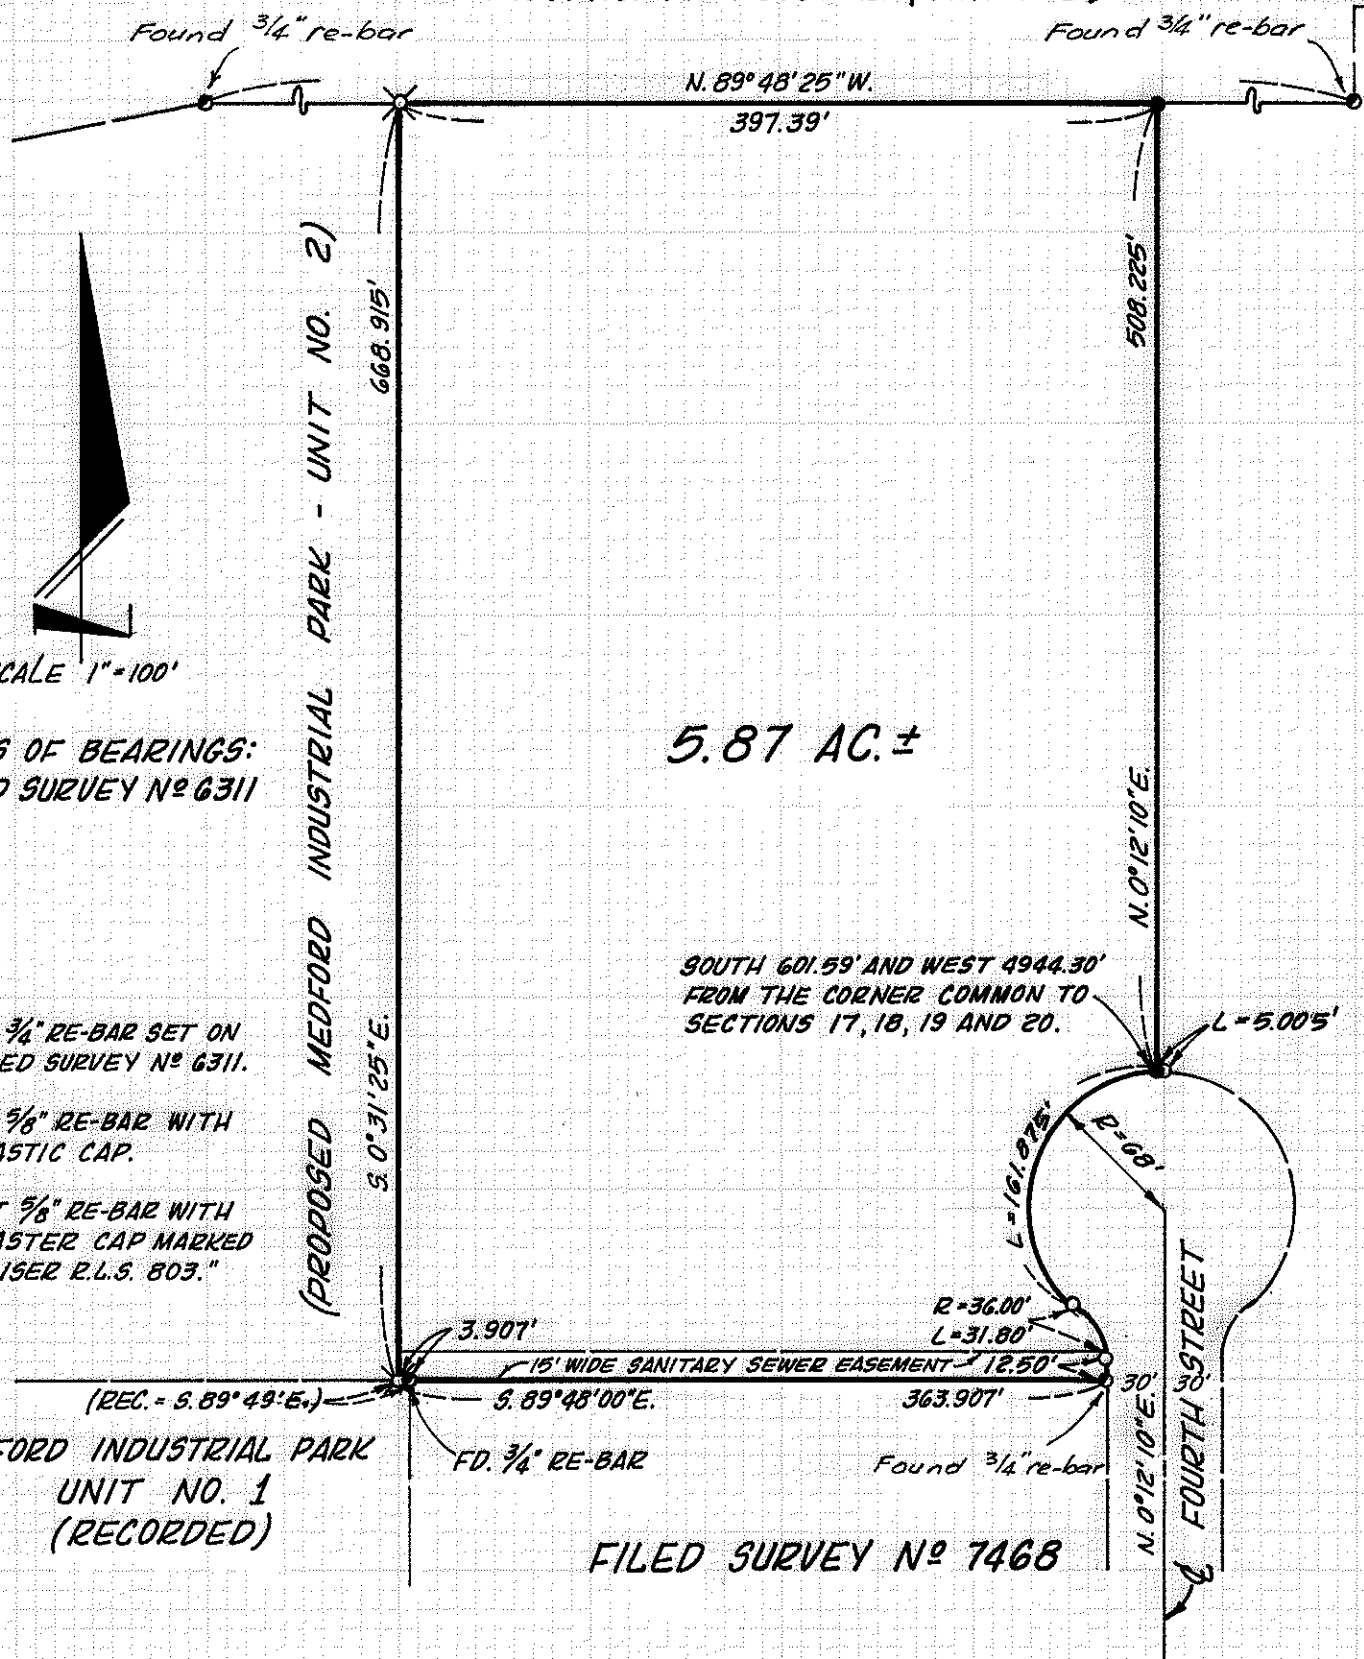 Found 3/4" re-bar
Found 3/4" re-bar
N. 89° 48' 25" W.
397.39'
668.915'
508.225'
(PROPOSED MEDFORD INDUSTRIAL PARK - UNIT NO. 2)
SCALE 1"=100'
S OF BEARINGS:
D SURVEY Nº 6311
5.87 AC.±
N. 0° 12' 10" E.
SOUTH 601.59' AND WEST 4944.30'
FROM THE CORNER COMMON TO
SECTIONS 17, 18, 19 AND 20.
L=5.005'
3/4" RE-BAR SET ON
ED SURVEY Nº 6311.
5/8" RE-BAR WITH
ASTIC CAP.
T 5/8" RE-BAR WITH
ASTER CAP MARKED
ISER R.L.S. 803."
S. 0° 31' 25" E.
L=161.875'
R=68'
R=36.00'
L=31.80'
3.907'
15' WIDE SANITARY SEWER EASEMENT
12.50'
(REC. = S. 89° 49' E.)
S. 89° 48' 00" E.
363.907'
30'
30'
FORD INDUSTRIAL PARK
UNIT NO. 1
(RECORDED)
FD. 3/4" RE-BAR
Found 3/4" re-bar
N. 0° 12' 10" E.
FOURTH STREET
FILED SURVEY Nº 7468